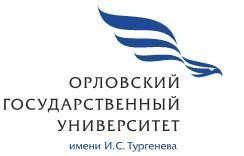 ОРЛОВСКИЙ
ГОСУДАРСТВЕННЫЙ
УНИВЕРСИТЕТ
имени И.С. Тургенева